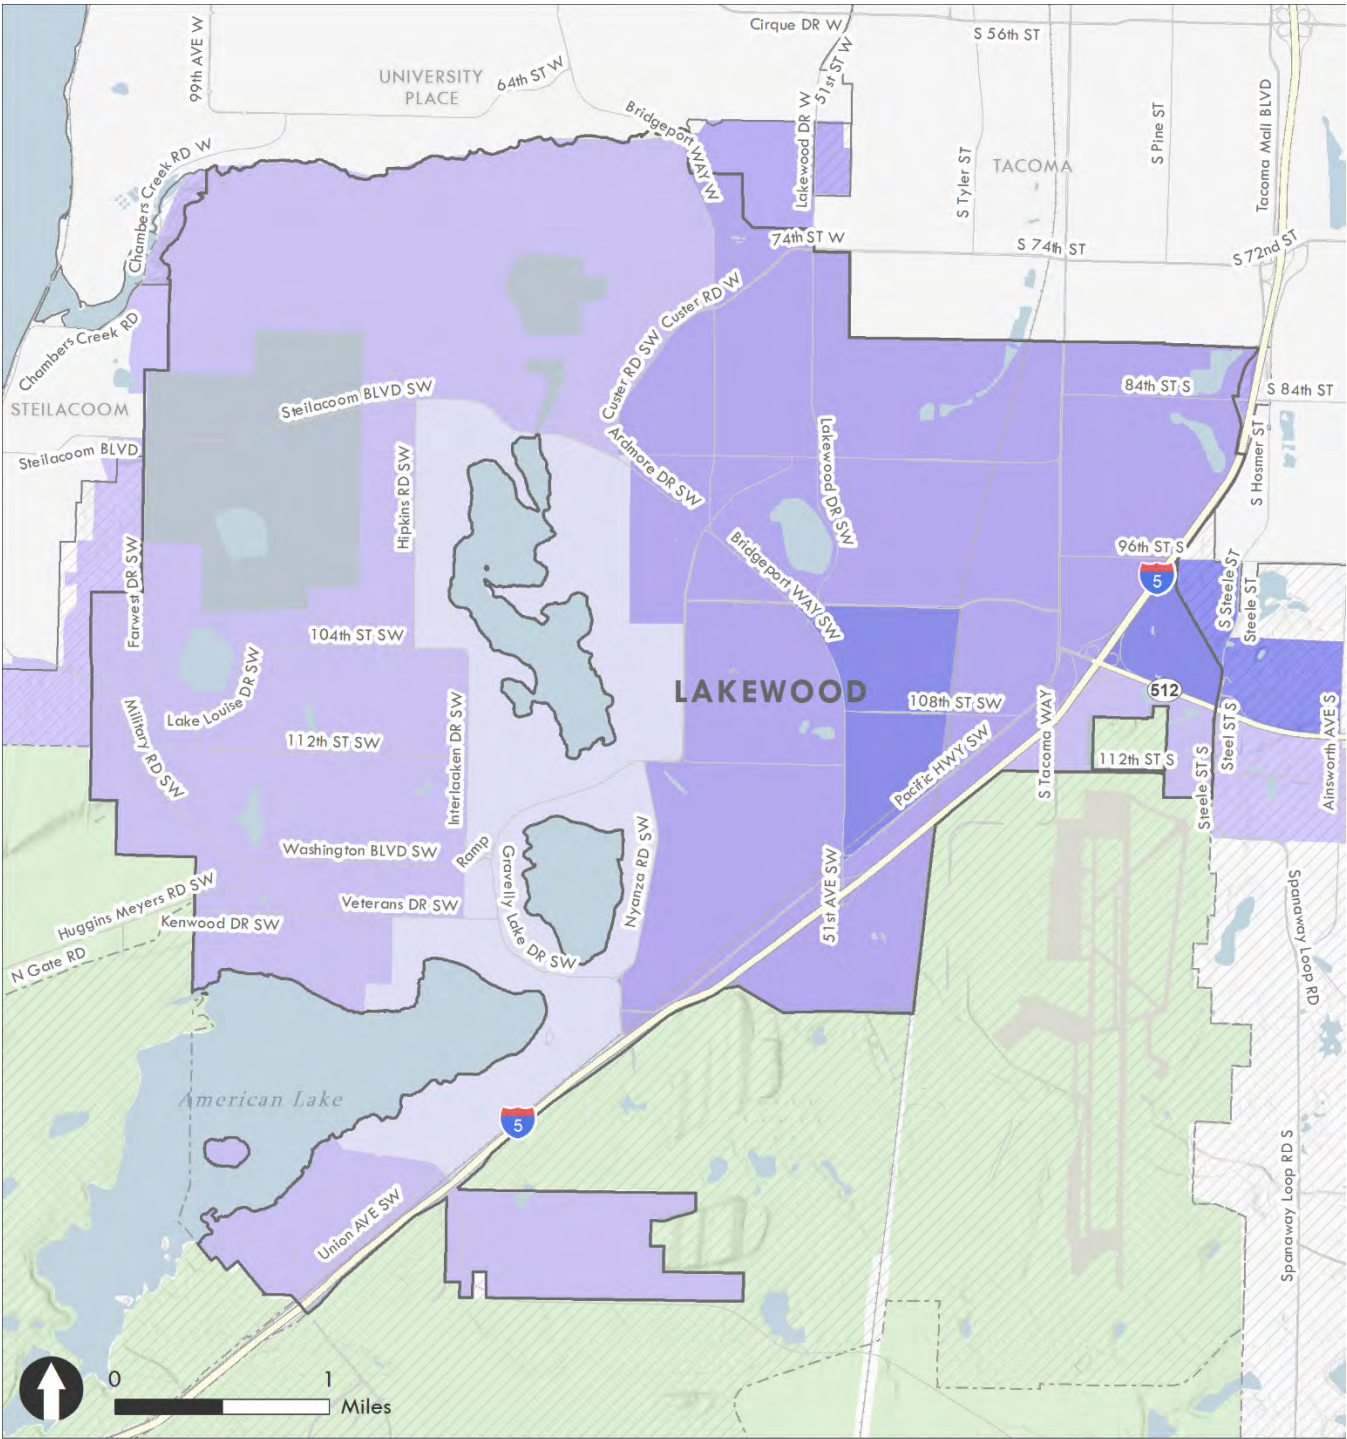 Cirque DR W
S 56th ST
99th AVE W
UNIVERSITY
PLACE
64th ST W
51st ST W
Tacoma Mall BLVD
Bridgeport WAY W
Lakewood DR W
S Pine ST
S Tyler ST
TACOMA
Chambers Creek RD W
74th ST W
S 74th ST
S 72nd ST
Custer RD W
Chambers Creek RD
Custer RD SW
84th ST S
S 84th ST
STEILACOOM
Steilacoom BLVD SW
Steilacoom BLVD
Ardmore DR SW
Lakewood DR SW
S Hosmer ST
Hipkins RD SW
Bridgeport WAY SW
96th ST S
5
S Steele ST
Steele ST
Farwest DR SW
104th ST SW
LAKEWOOD
512
108th ST SW
Lake Louise DR SW
Military RD SW
112th ST SW
Interlaaken DR SW
Pacific HWY SW
S Tacoma WAY
112th ST S
Steel ST S
Steele ST S
Ainsworth AVE S
Washington BLVD SW
Ramp
Gravelly Lake DR SW
Nyanza RD SW
51st AVE SW
Huggins Meyers RD SW
Veterans DR SW
Kenwood DR SW
N Gate RD
Spanaway Loop RD
American Lake
5
Union AVE SW
Spanaway Loop RD S
0
1
Miles